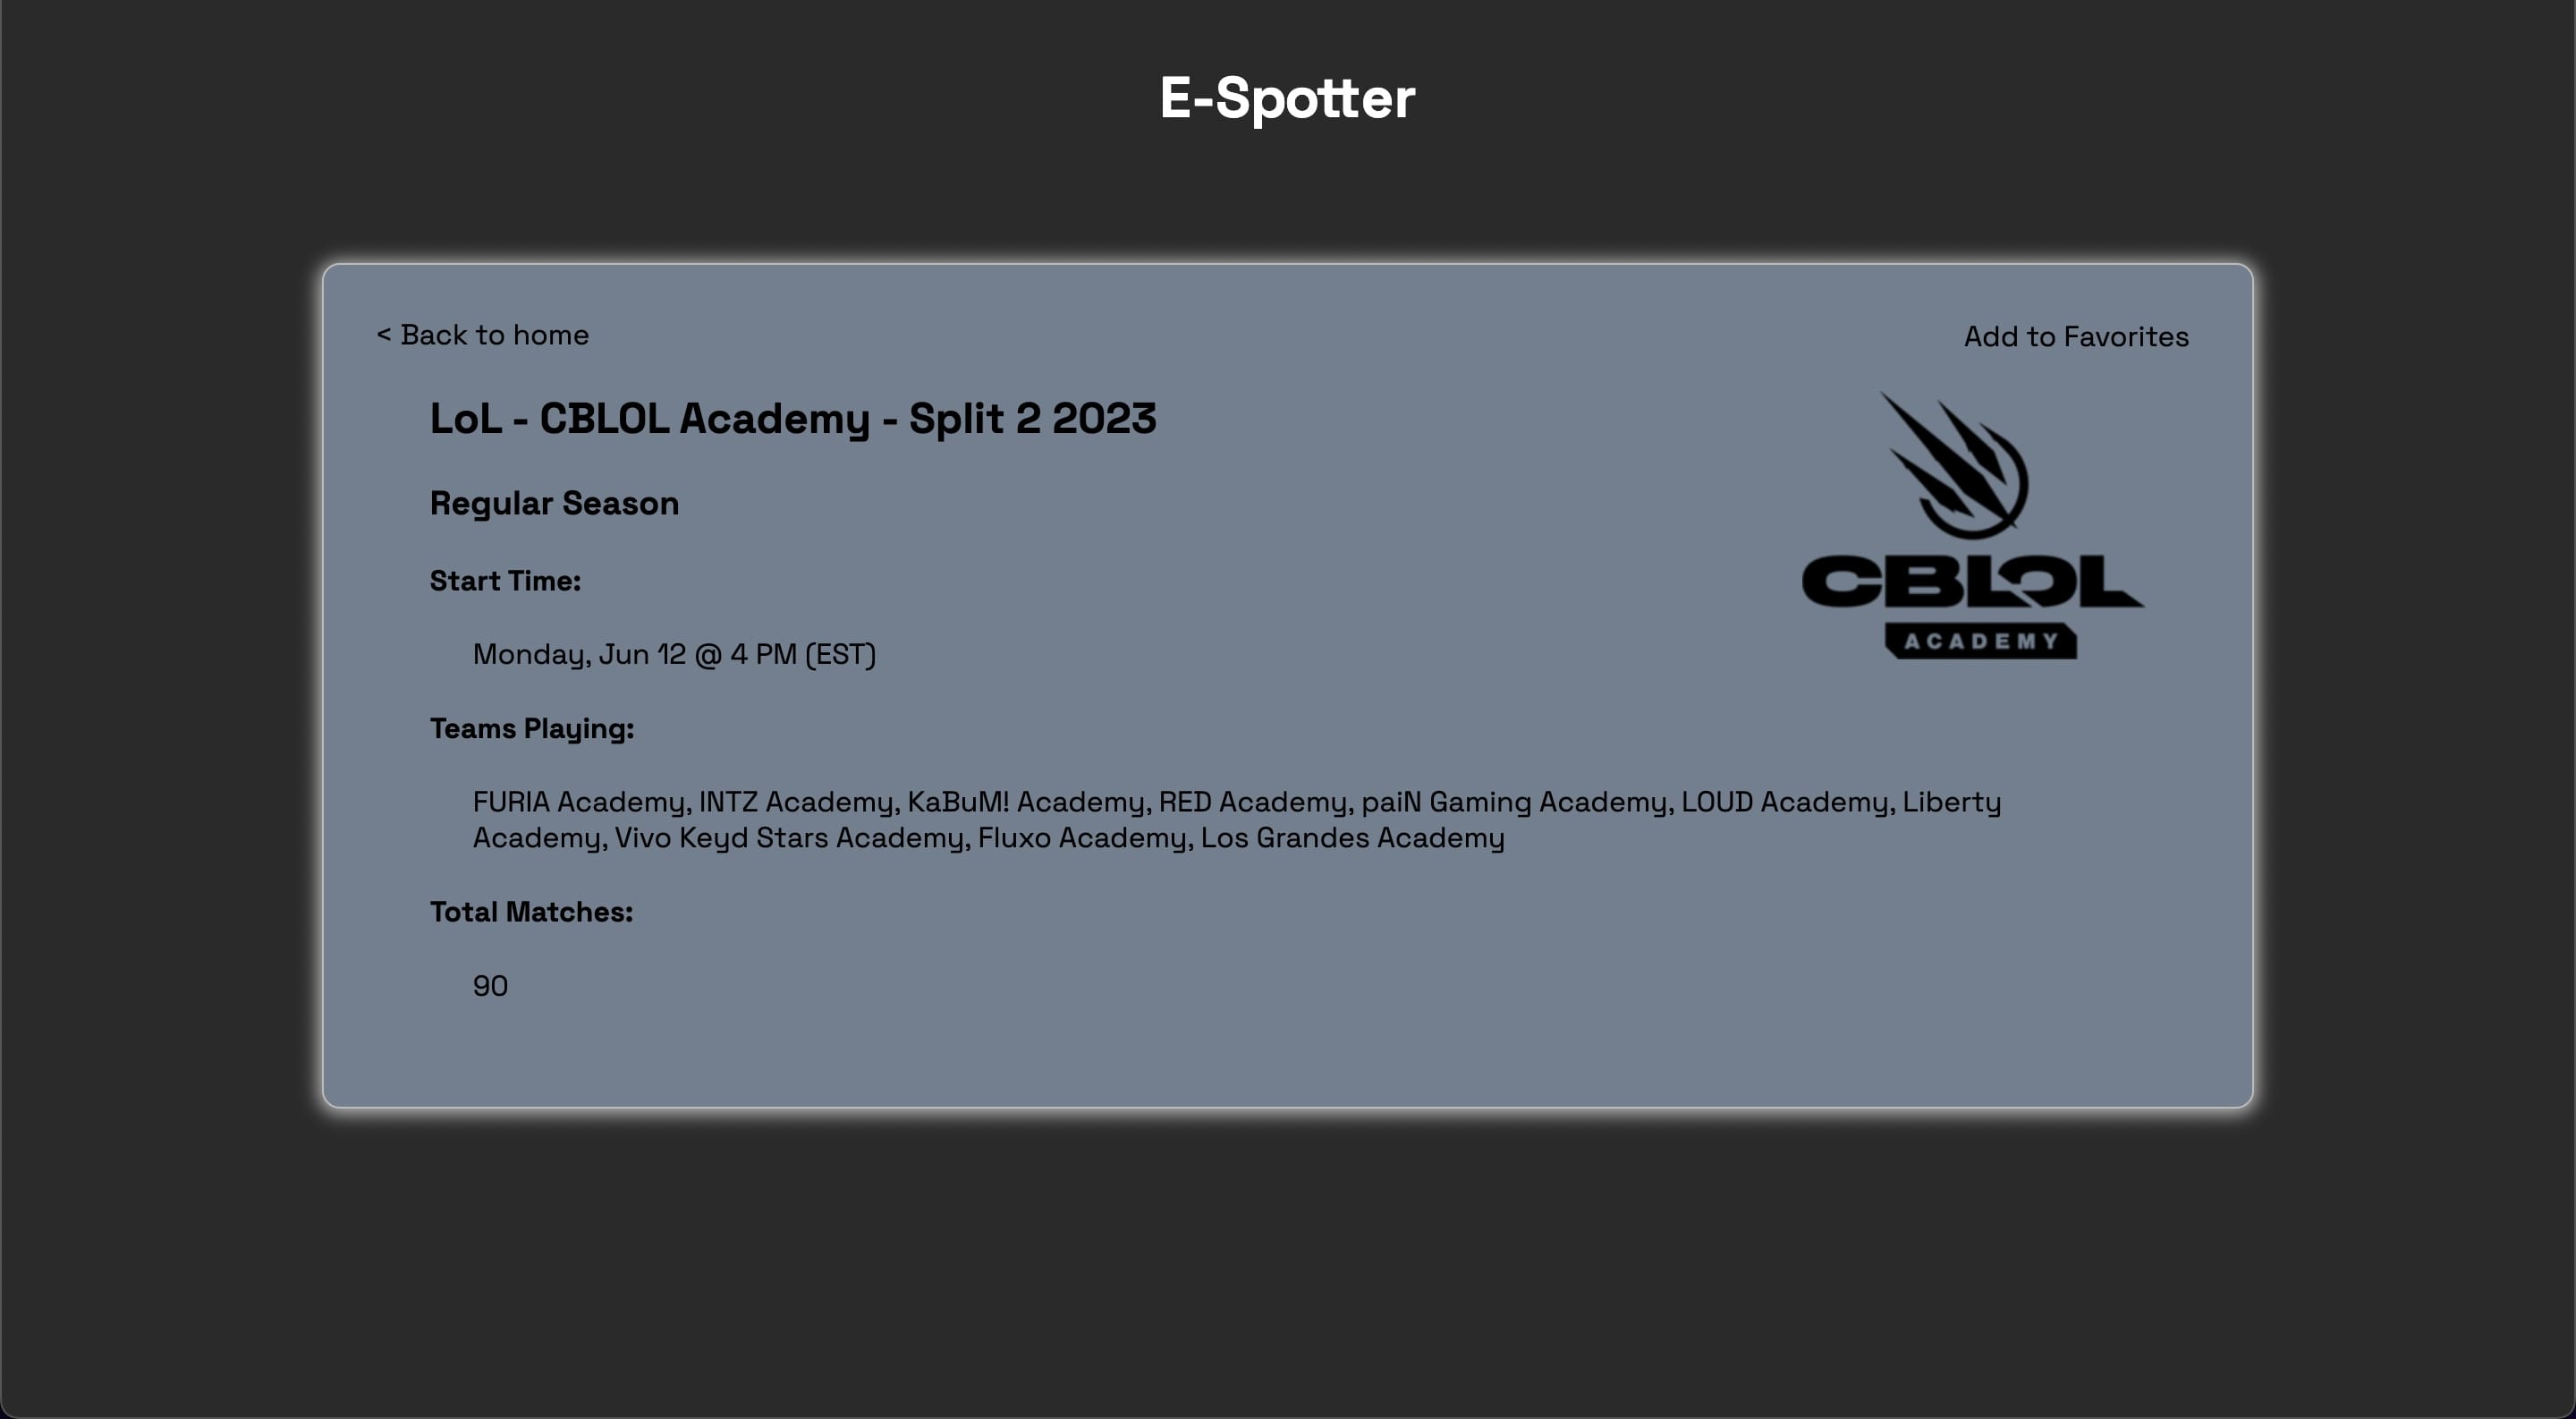 E-Spotter
< Back to home
Add to Favorites
LoL - CBLOL Academy - Split 2 2023
Regular Season
CBLOL
ACADEMY
Start Time:
Monday, Jun 12 @ 4 PM (EST)
Teams Playing:
FURIA Academy, INTZ Academy, KaBuM! Academy, RED Academy, paiN Gaming Academy, LOUD Academy, Liberty
Academy, Vivo Keyd Stars Academy, Fluxo Academy, Los Grandes Academy
Total Matches:
90